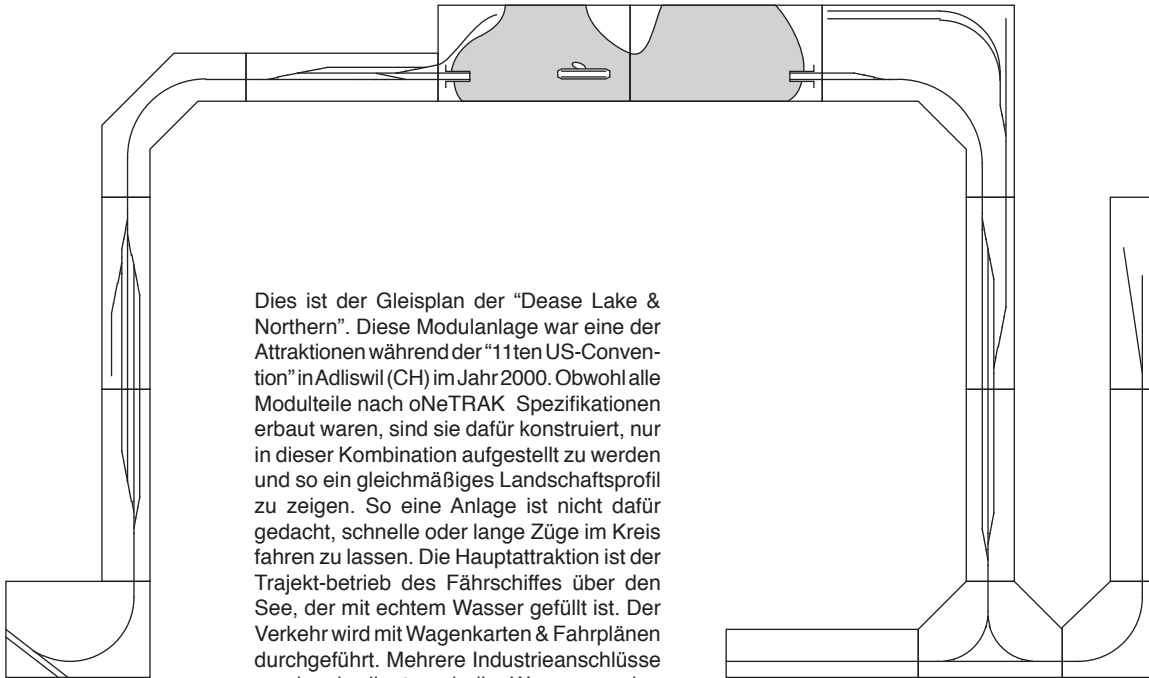 Dies ist der Gleisplan der “Dease Lake &
Northern”. Diese Modulanlage war eine der
Attraktionen während der “11ten US-Conven-
tion” in Adliswil (CH) im Jahr 2000. Obwohl alle
Modulteile nach oNeTRAK Spezifikationen
erbaut waren, sind sie dafür konstruiert, nur
in dieser Kombination aufgestellt zu werden
und so ein gleichmäßiges Landschaftsprofil
zu zeigen. So eine Anlage ist nicht dafür
gedacht, schnelle oder lange Züge im Kreis
fahren zu lassen. Die Hauptattraktion ist der
Trajekt-betrieb des Fährschiffes über den
See, der mit echtem Wasser gefüllt ist. Der
Verkehr wird mit Wagenkarten & Fahrplänen
durchgeführt. Mehrere Industrieanschlüsse